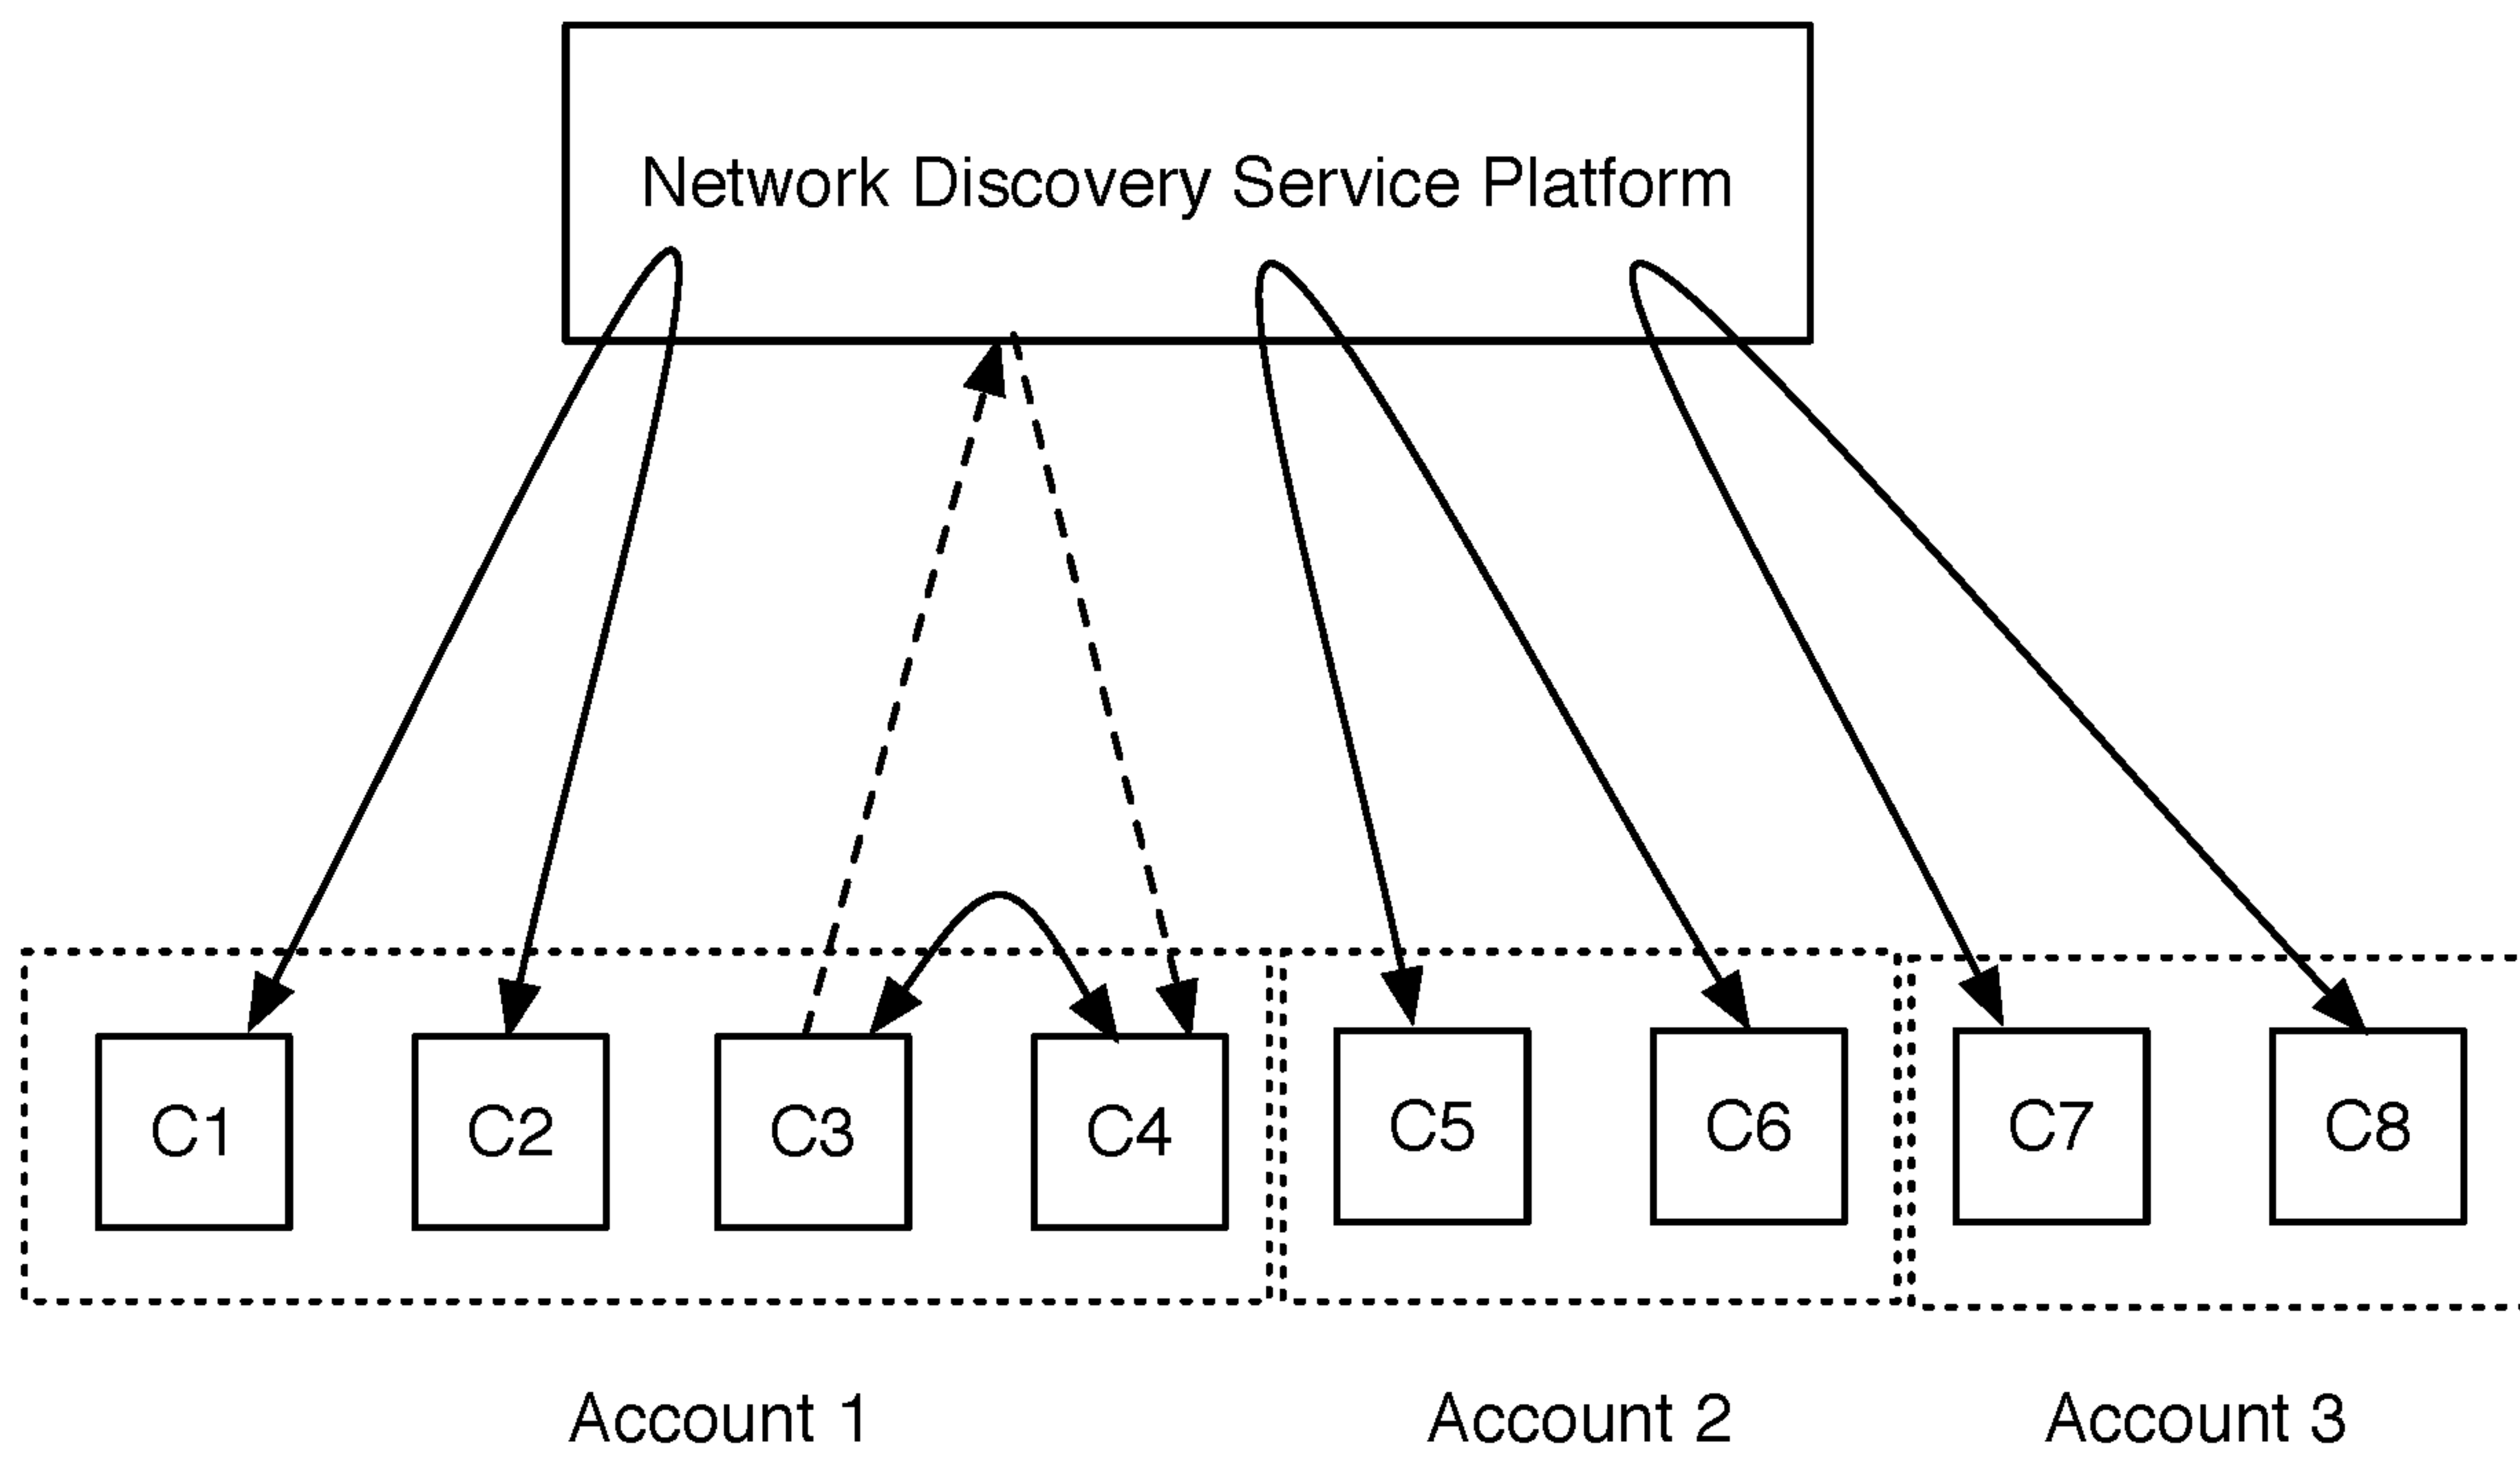 Network Discovery Service Platform
C1 C2 C3 C4 C5 C6 C7 C8
Account 1 Account 2 Account 3